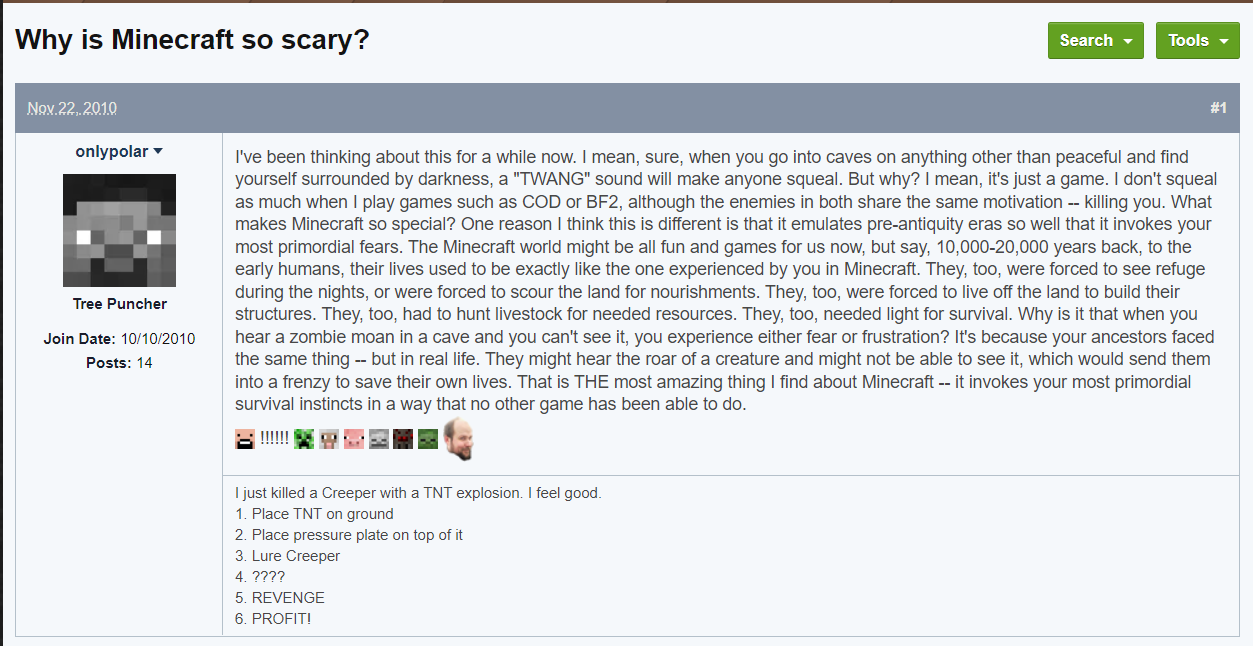 Why is Minecraft so scary?
Search
Tools
Nov 22, 2010
#1
onlypolar
Tree Puncher
Join Date: 10/10/2010
Posts: 14
I've been thinking about this for a while now. I mean, sure, when you go into caves on anything other than peaceful and find
yourself surrounded by darkness, a "TWANG" sound will make anyone squeal. But why? I mean, it's just a game. I don't squeal
as much when I play games such as COD or BF2, although the enemies in both share the same motivation -- killing you. What
makes Minecraft so special? One reason I think this is different is that it emulates pre-antiquity eras so well that it invokes your
most primordial fears. The Minecraft world might be all fun and games for us now, but say, 10,000-20,000 years back, to the
early humans, their lives used to be exactly like the one experienced by you in Minecraft. They, too, were forced to see refuge
during the nights, or were forced to scour the land for nourishments. They, too, were forced to live off the land to build their
structures. They, too, had to hunt livestock for needed resources. They, too, needed light for survival. Why is it that when you
hear a zombie moan in a cave and you can't see it, you experience either fear or frustration? It's because your ancestors faced
the same thing -- but in real life. They might hear the roar of a creature and might not be able to see it, which would send them
into a frenzy to save their own lives. That is THE most amazing thing I find about Minecraft -- it invokes your most primordial
survival instincts in a way that no other game has been able to do.
!!!!!!
I just killed a Creeper with a TNT explosion. I feel good.
1. Place TNT on ground
2. Place pressure plate on top of it
3. Lure Creeper
4. ????
5. REVENGE
6. PROFIT!